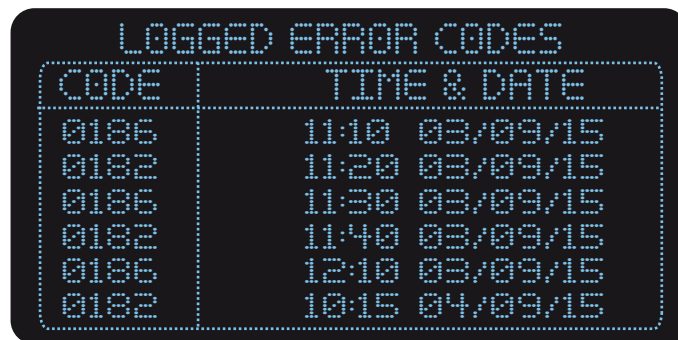 LOGGED ERROR CODES
CODE TIME & DATE
0186 11:10 03/09/15
0182 11:20 03/09/15
0186 11:30 03/09/15
0182 11:40 03/09/15
0186 12:10 03/09/15
0182 10:15 04/09/15